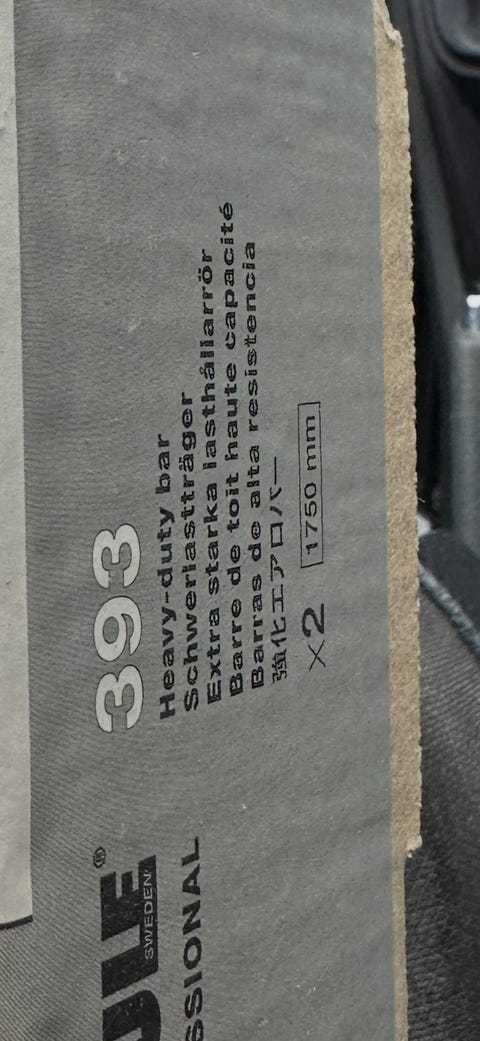 ULE®
SWEDEN
SSIONAL
393
Heavy-duty bar
Schwerlastträger
Extra starka lasthållarrör
Barre de toit haute capacité
Barras de alta resistencia
強化エアロバー
x2 1750 mm